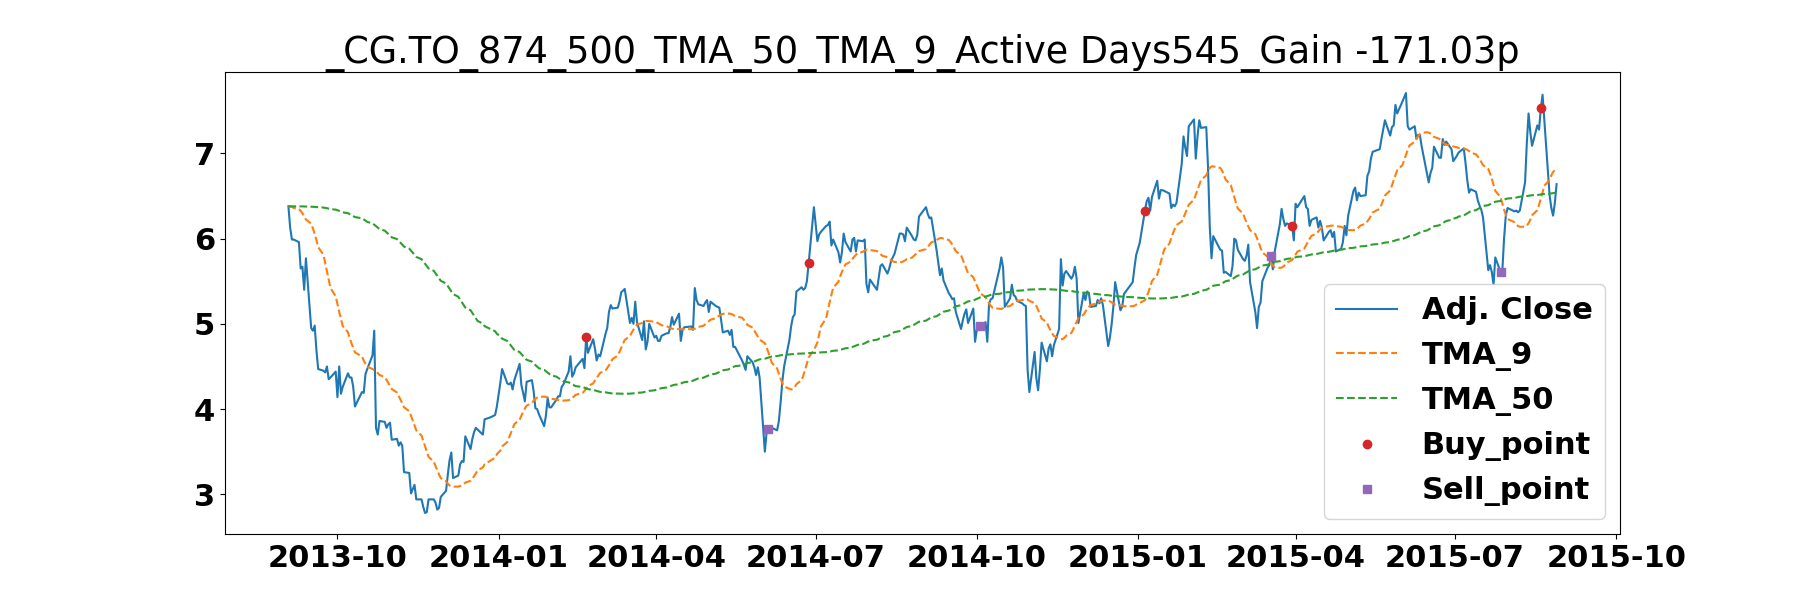 _CG.TO_874_500_TMA_50_TMA_9_Active Days545_Gain -171.03p
7
6
5
4
3
Adj. Close
TMA_9
TMA_50
Buy_point
Sell_point
2013-10 2014-01 2014-04 2014-07 2014-10 2015-01 2015-04 2015-07 2015-10